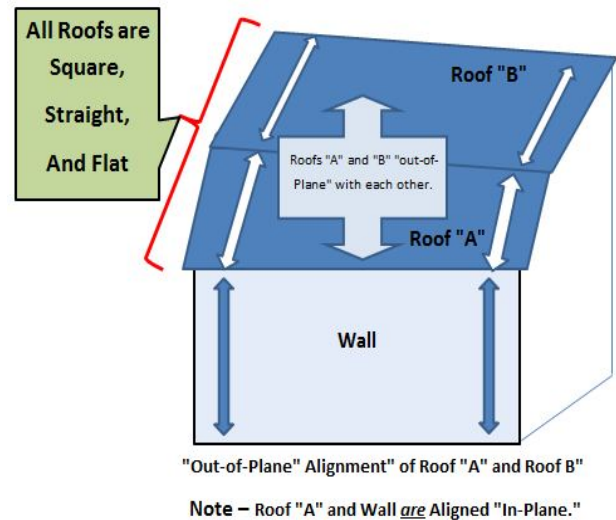 All Roofs are
Square,
Straight,
And Flat
Roof "B"
Roofs "A" and "B" "out-of-
Plane" with each other.
Roof "A"
Wall
"Out-of-Plane" Alignment" of Roof "A" and Roof B"
Note – Roof "A" and Wall are Aligned "In-Plane."